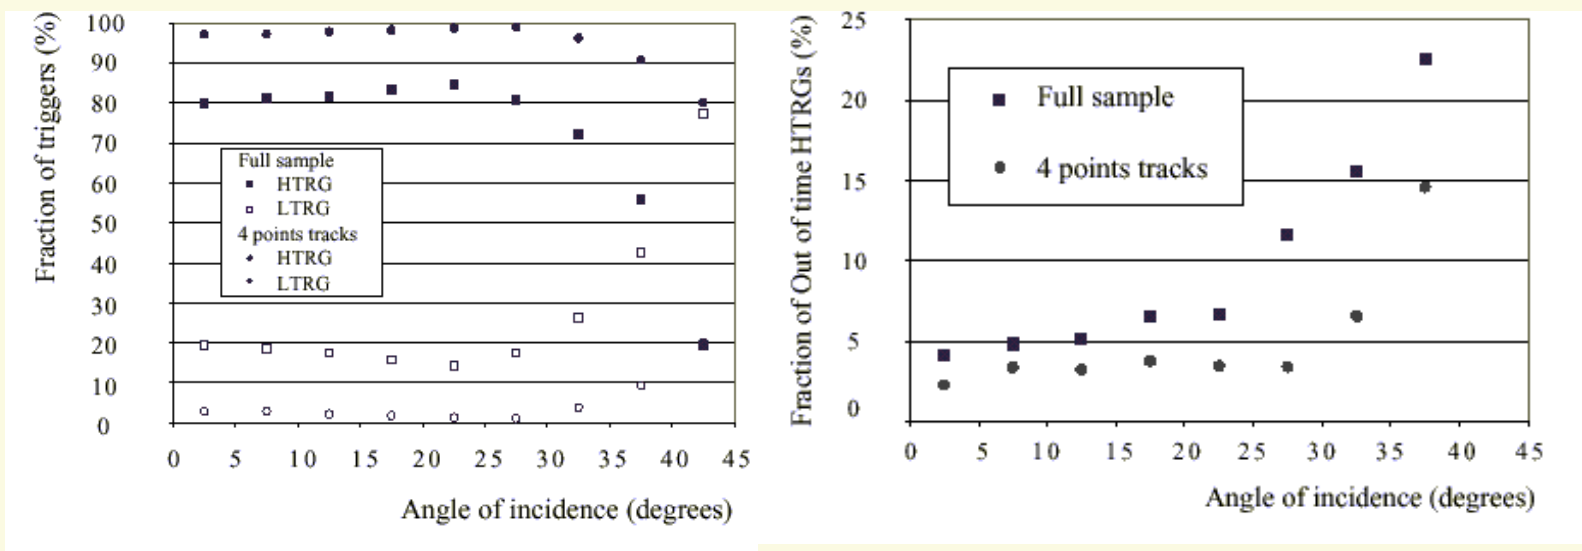 Fraction of triggers (%)
100
90
80
70
60
50
40
30
20
10
0
Full sample
HTRG
LTRG
4 points tracks
HTRG
LTRG
0 5 10 15 20 25 30 35 40 45
Angle of incidence (degrees)
Fraction of Out of time HTRGs (%)
25
20
15
10
5
0
Full sample
4 points tracks
0 5 10 15 20 25 30 35 40 45
Angle of incidence (degrees)